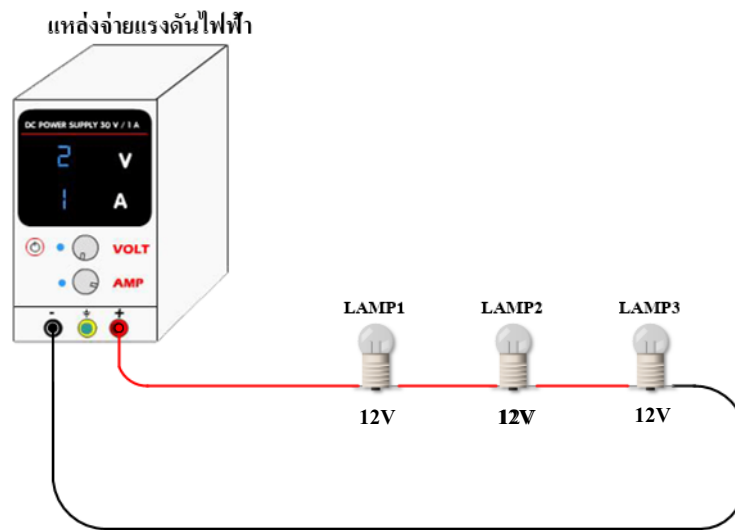 แหล่งจ่ายแรงดันไฟฟ้า
DC POWER SUPPLY 30 V / 1 A
2 V
1 A
VOLT
AMP
- +
LAMP1 LAMP2 LAMP3
12V 12V 12V